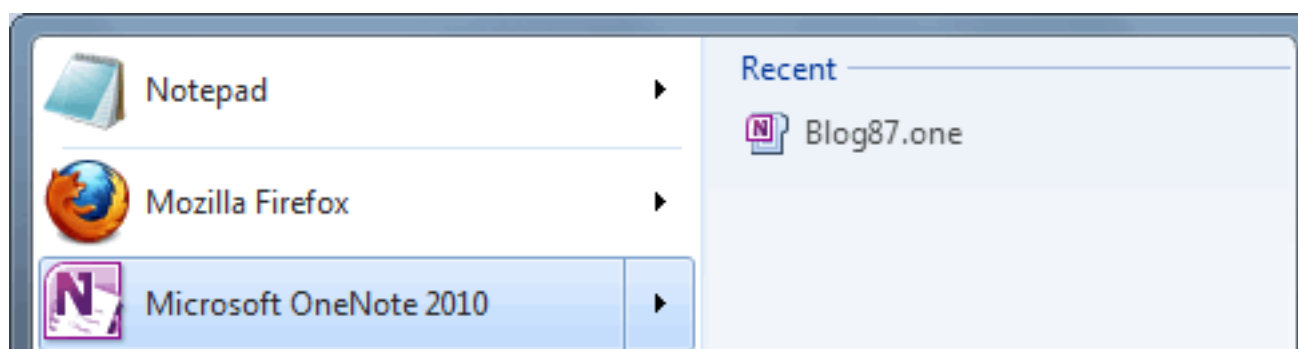 Notepad
Mozilla Firefox
Microsoft OneNote 2010
Recent
Blog87.one